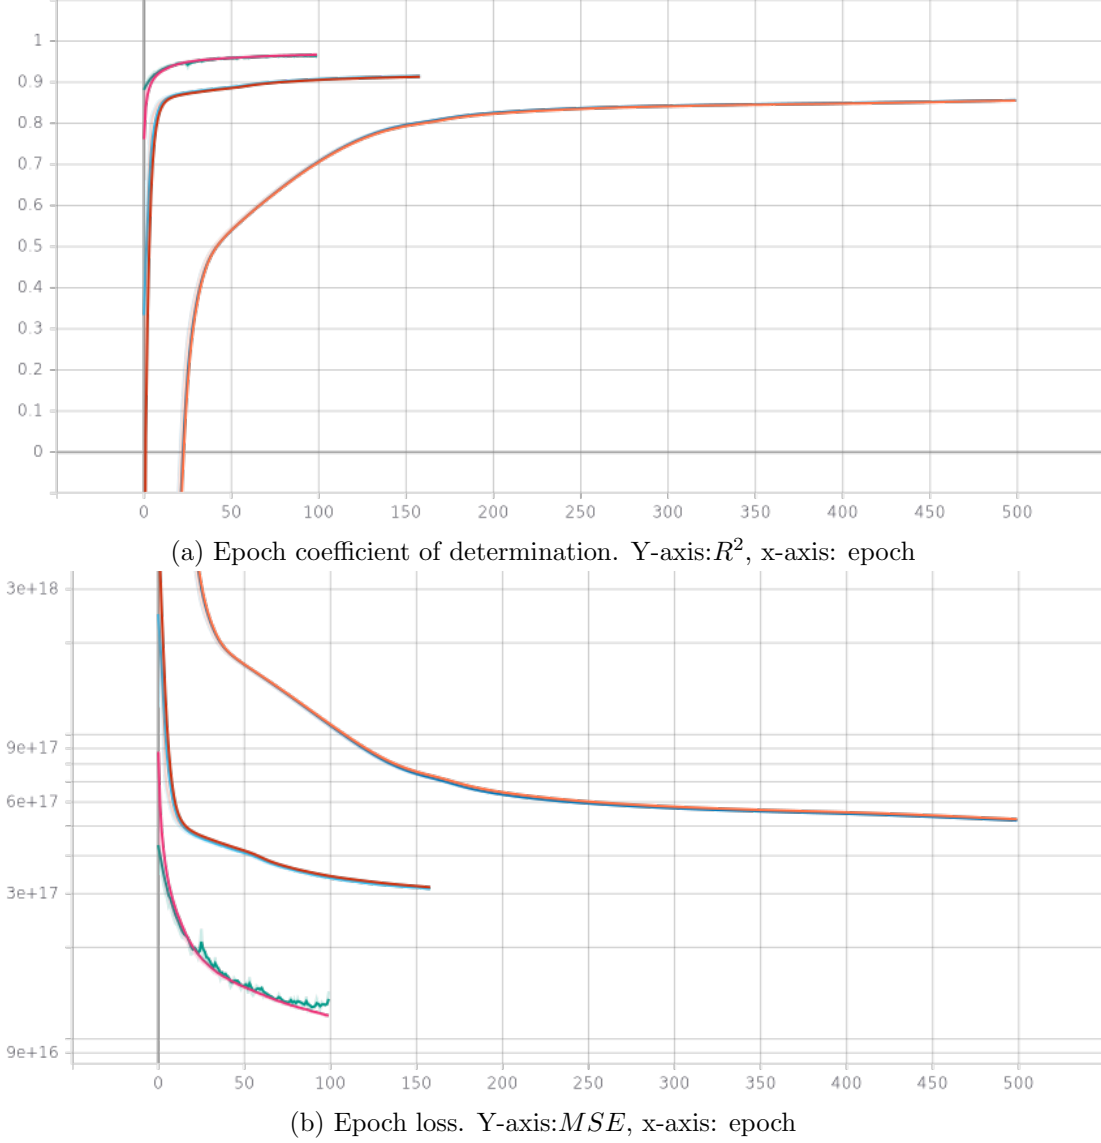 1
0.9
0.8
0.7
0.6
0.5
0.4
0.3
0.2
0.1
0
0 50 100 150 200 250 300 350 400 450 500
(a) Epoch coefficient of determination. Y-axis:R², x-axis: epoch
3e+18
9e+17
6e+17
3e+17
9e+16
0 50 100 150 200 250 300 350 400 450 500
(b) Epoch loss. Y-axis:MSE, x-axis: epoch